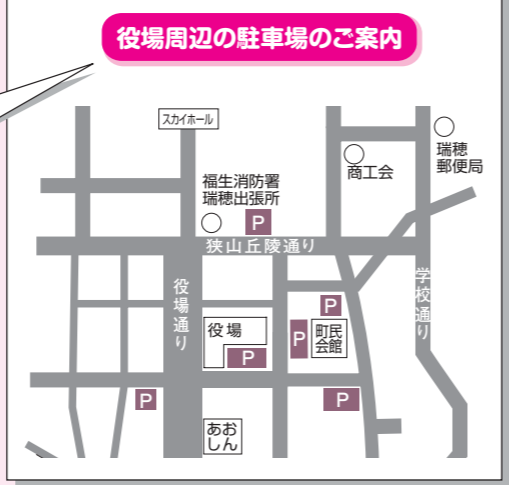 役場周辺の駐車場のご案内
スカイホール
瑞穂
郵便局
商工会
福生消防署
瑞穂出張所
P
狭山丘陵通り
役場通り
学校通り
役場
P
P
P
町民
会館
P
P
あお
しん